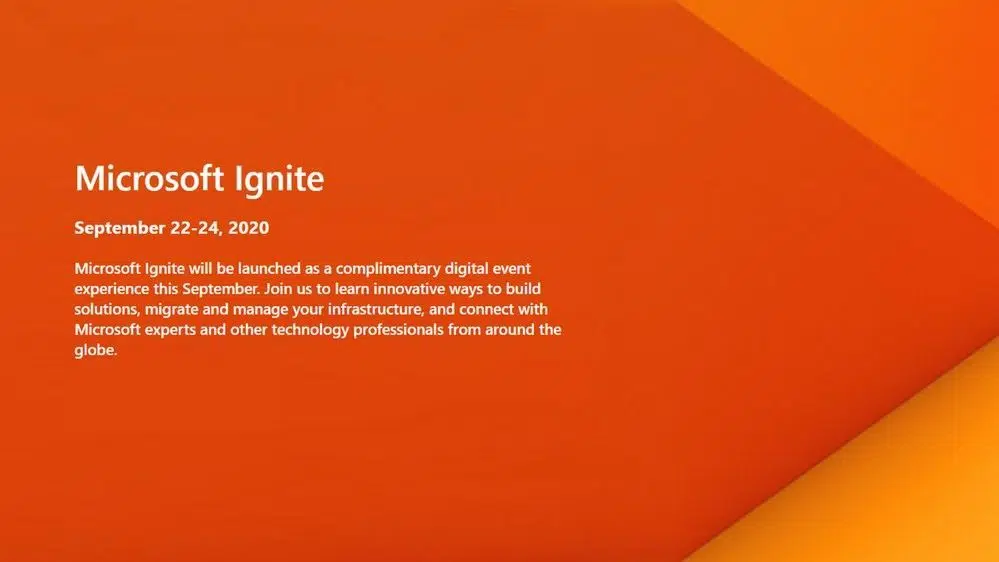 Microsoft Ignite
September 22-24, 2020
Microsoft Ignite will be launched as a complimentary digital event
experience this September. Join us to learn innovative ways to build
solutions, migrate and manage your infrastructure, and connect with
Microsoft experts and other technology professionals from around the
globe.